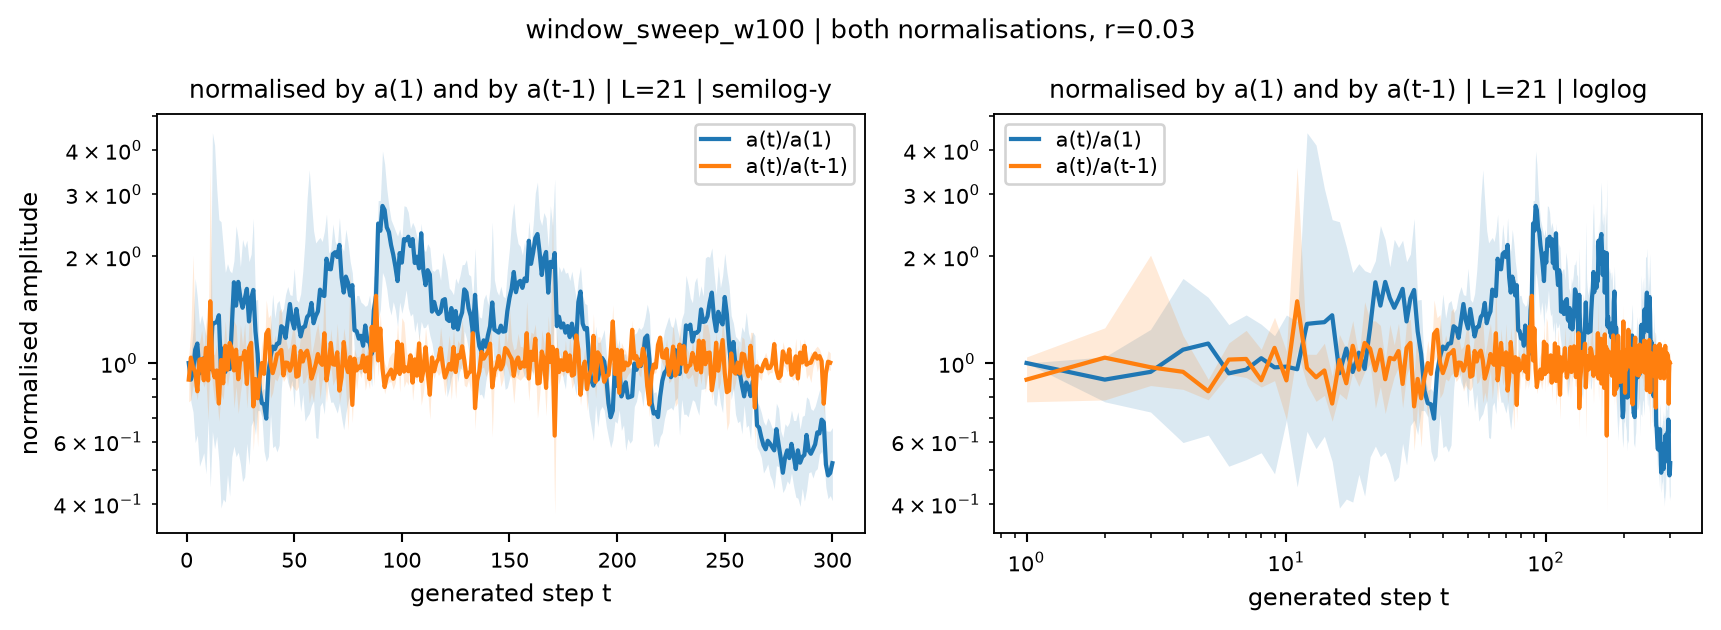 window_sweep_w100 | both normalisations, r=0.03
normalised by a(1) and by a(t-1) | L=21 | semilog-y
normalised amplitude
4 × 10⁰
3 × 10⁰
2 × 10⁰
10⁰
6 × 10⁻¹
4 × 10⁻¹
a(t)/a(1)
a(t)/a(t-1)
0 50 100 150 200 250 300
generated step t
normalised by a(1) and by a(t-1) | L=21 | loglog
4 × 10⁰
3 × 10⁰
2 × 10⁰
10⁰
6 × 10⁻¹
4 × 10⁻¹
a(t)/a(1)
a(t)/a(t-1)
10⁰ 10¹ 10²
generated step t